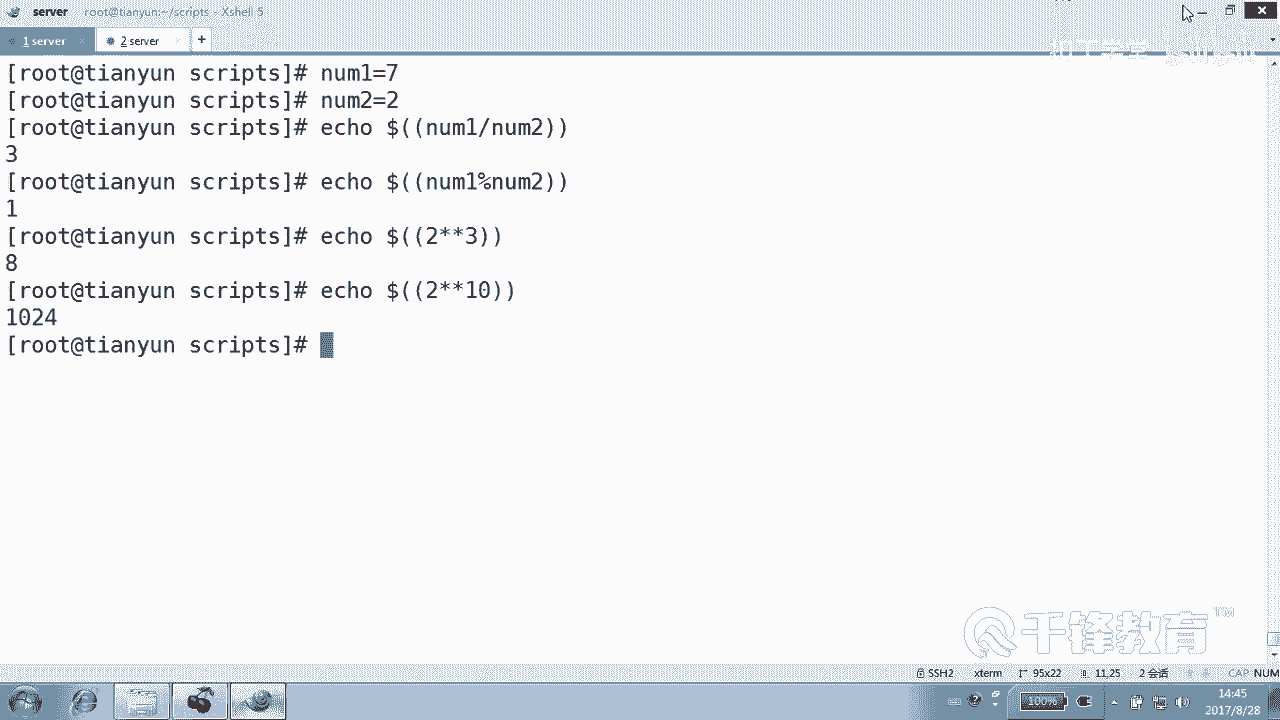 server root@tianyun:~/scripts - Xshell 5
1 server × 2 server × +
[root@tianyun scripts]# num1=7
[root@tianyun scripts]# num2=2
[root@tianyun scripts]# echo $((num1/num2))
3
[root@tianyun scripts]# echo $((num1%num2))
1
[root@tianyun scripts]# echo $((2**3))
8
[root@tianyun scripts]# echo $((2**10))
1024
[root@tianyun scripts]#
千锋教育™
SSH2 xterm 95x22 11,25 2 会话 CAP NUM
100%
14:45
2017/8/28